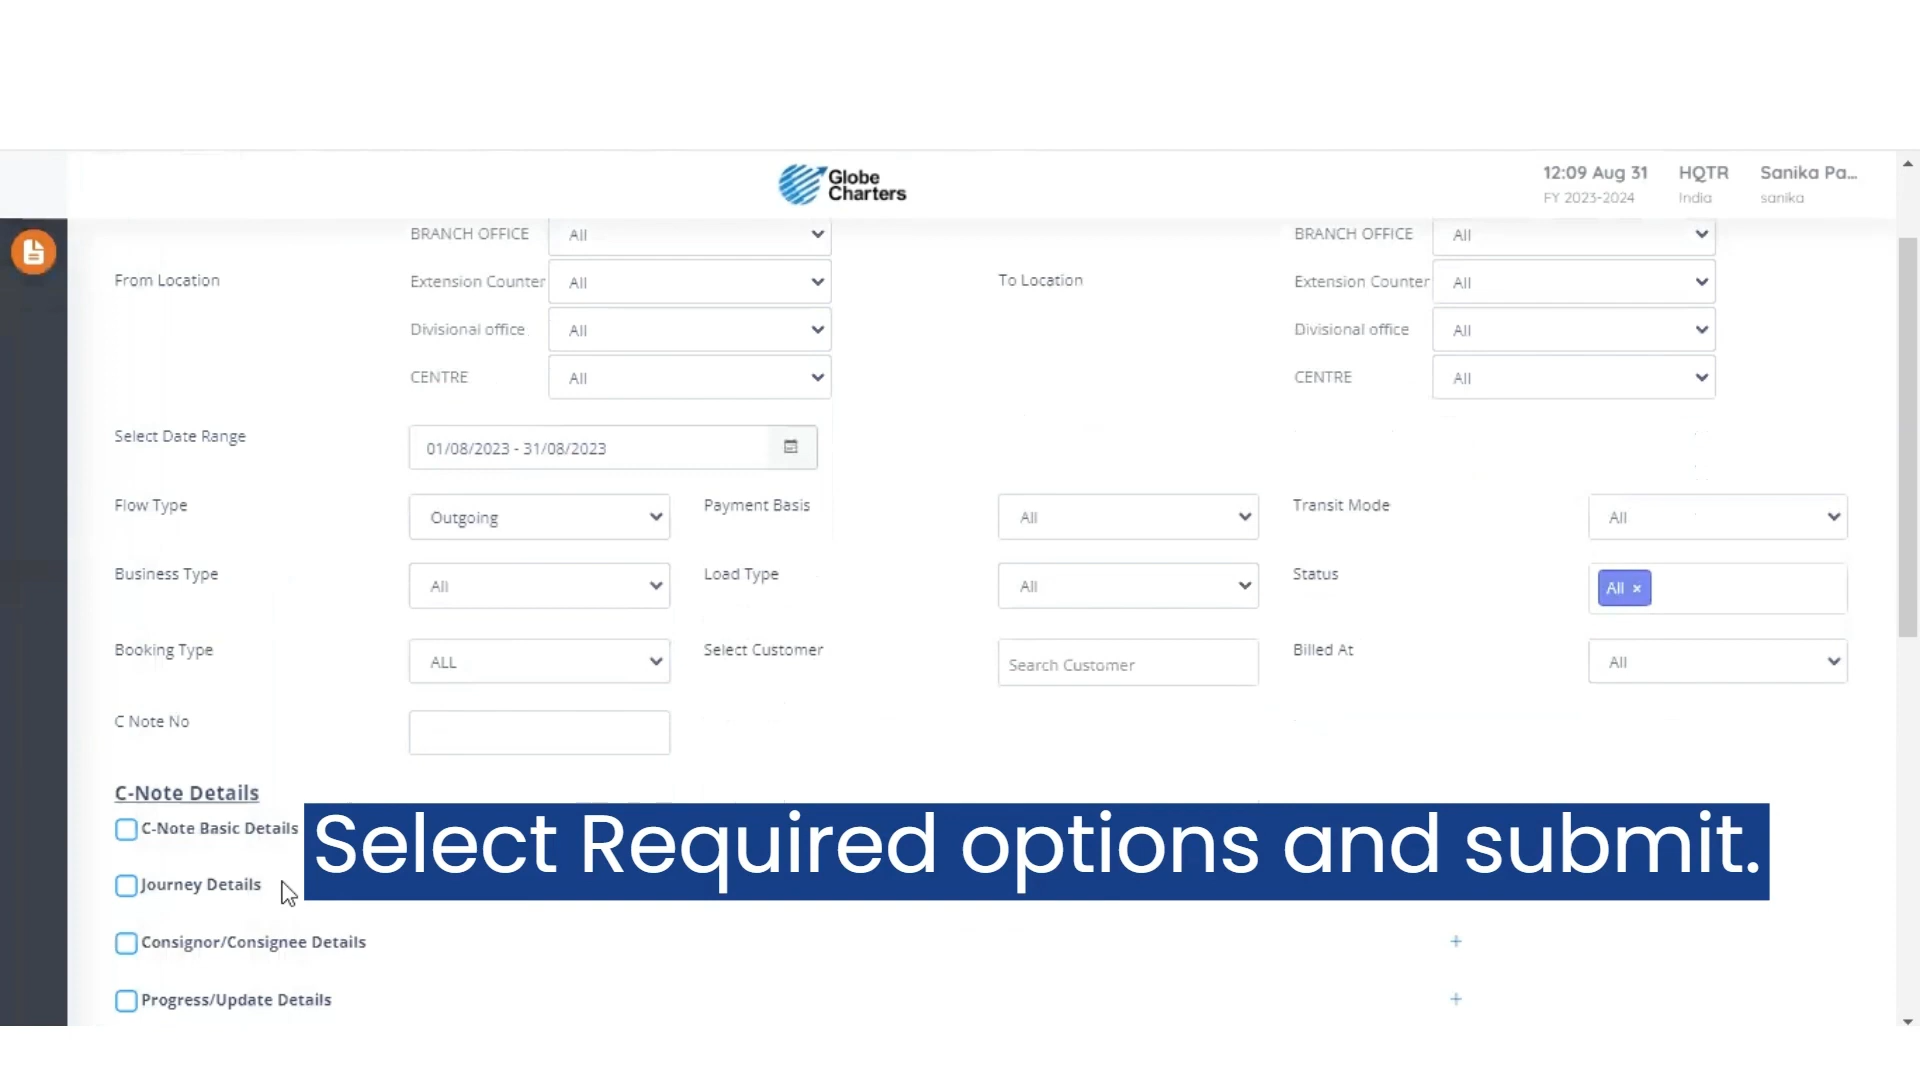 Globe
Charters
12:09 Aug 31 HQTR Sanika Pa...
FY 2023-2024 India sanika
BRANCH OFFICE All BRANCH OFFICE All
From Location Extension Counter All To Location Extension Counter All
Divisional office All Divisional office All
CENTRE All CENTRE All
Select Date Range 01/08/2023 - 31/08/2023
Flow Type Outgoing Payment Basis All Transit Mode All
Business Type All Load Type All Status All ×
Booking Type ALL Select Customer Search Customer Billed At All
C Note No
C-Note Details
C-Note Basic Details
Select Required options and submit.
Journey Details
Consignor/Consignee Details +
Progress/Update Details +